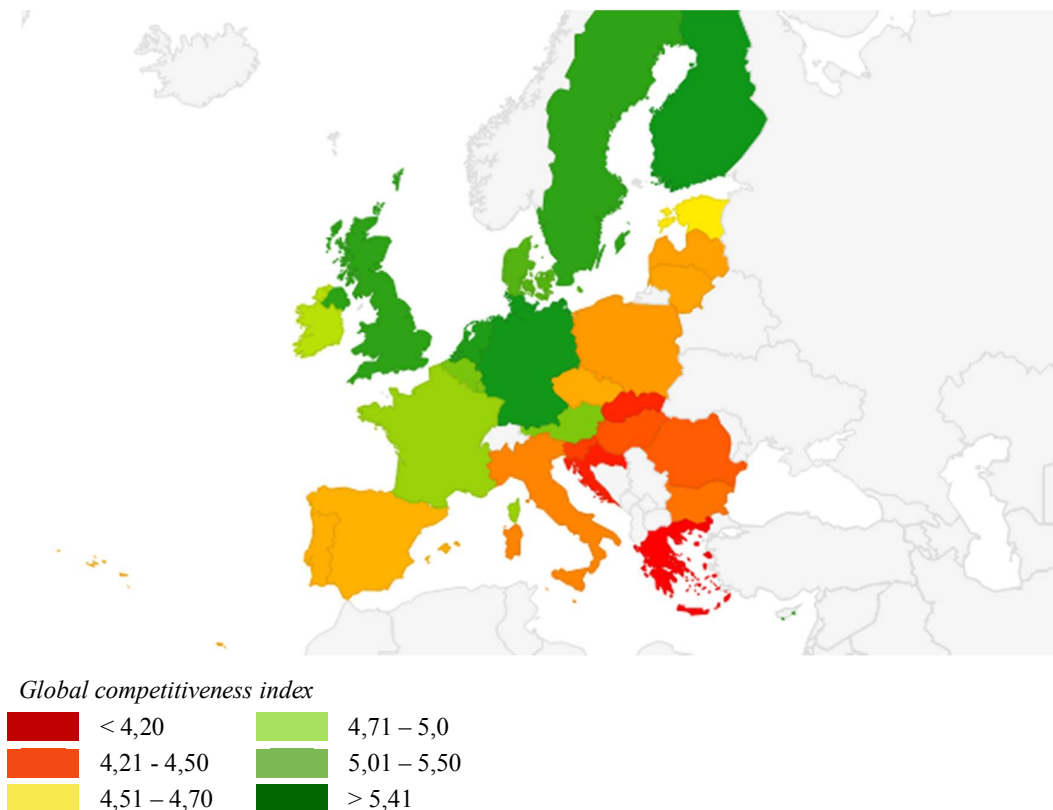 Global competitiveness index
< 4,20
4,71 – 5,0
4,21 - 4,50
5,01 – 5,50
4,51 – 4,70
> 5,41